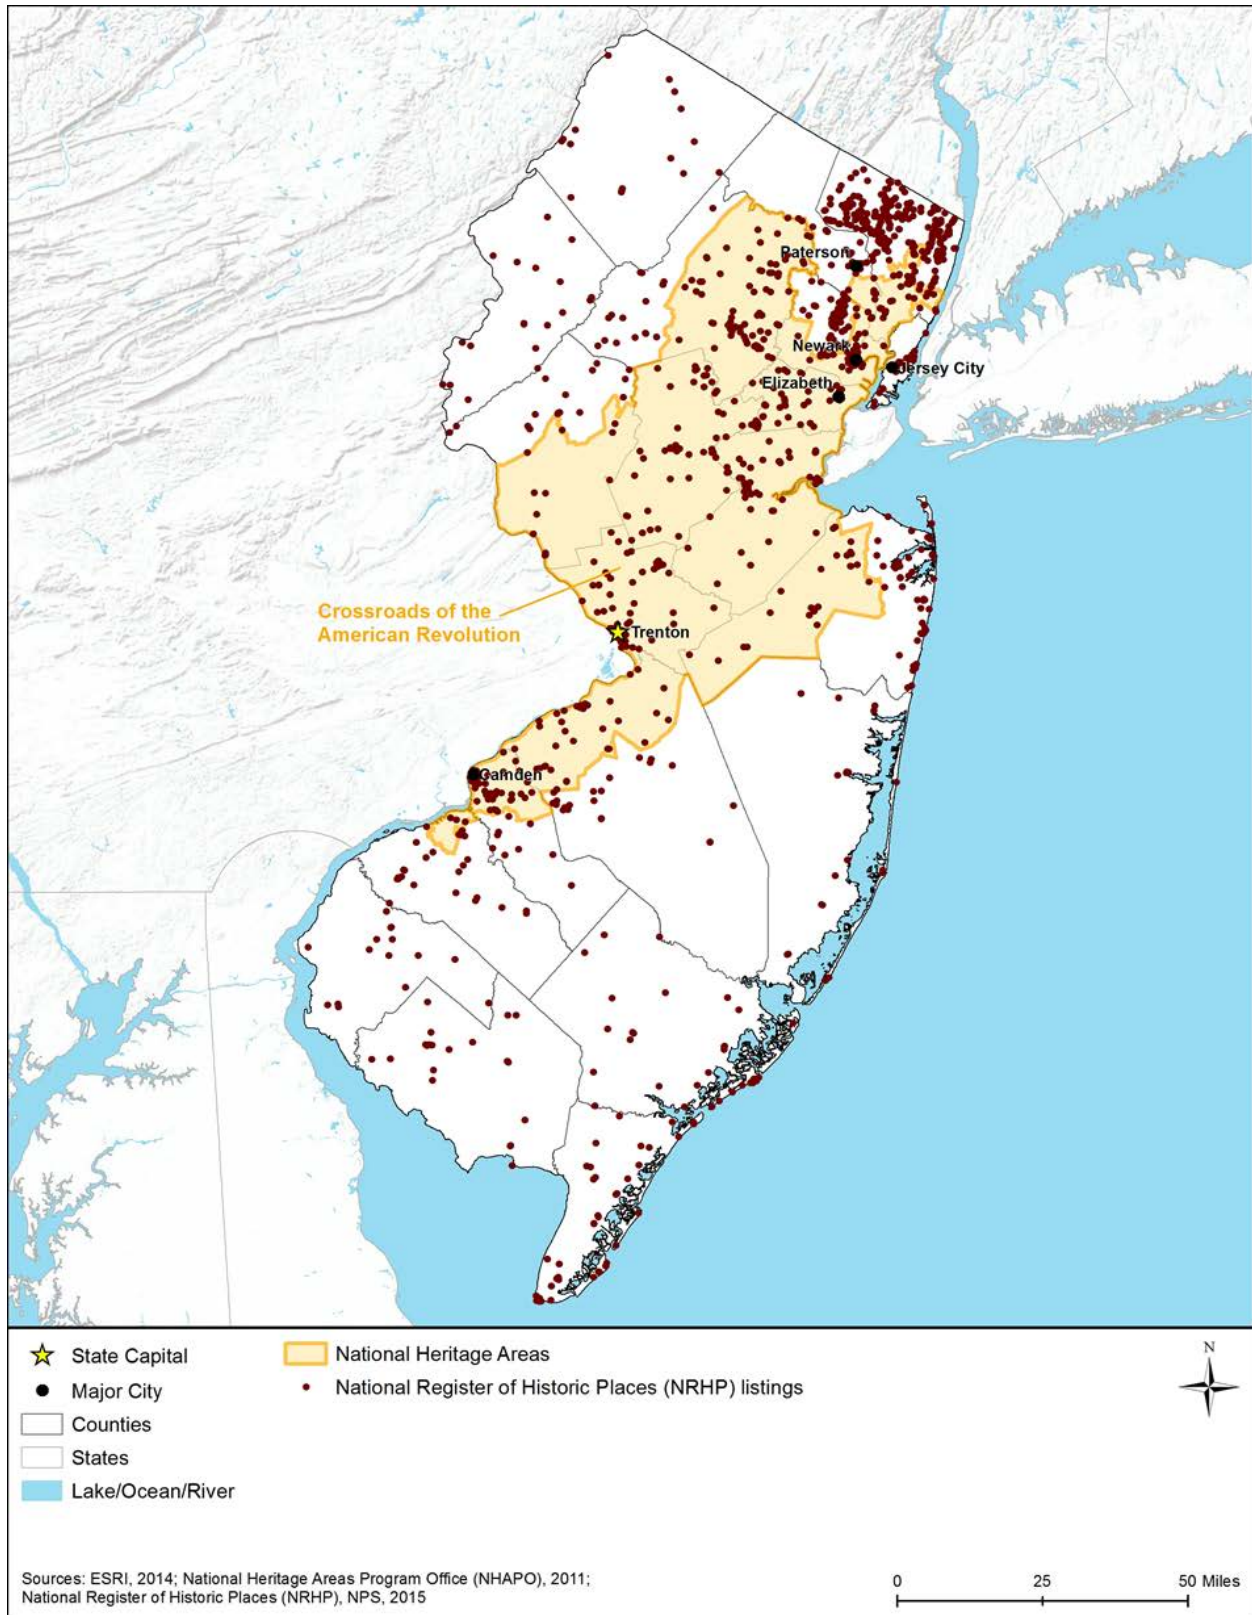 Paterson
Newark
Jersey City
Elizabeth
Crossroads of the
American Revolution
Trenton
Camden
State Capital
Major City
Counties
States
Lake/Ocean/River
National Heritage Areas
National Register of Historic Places (NRHP) listings
N
Sources: ESRI, 2014; National Heritage Areas Program Office (NHAPO), 2011;
National Register of Historic Places (NRHP), NPS, 2015
0 25 50 Miles